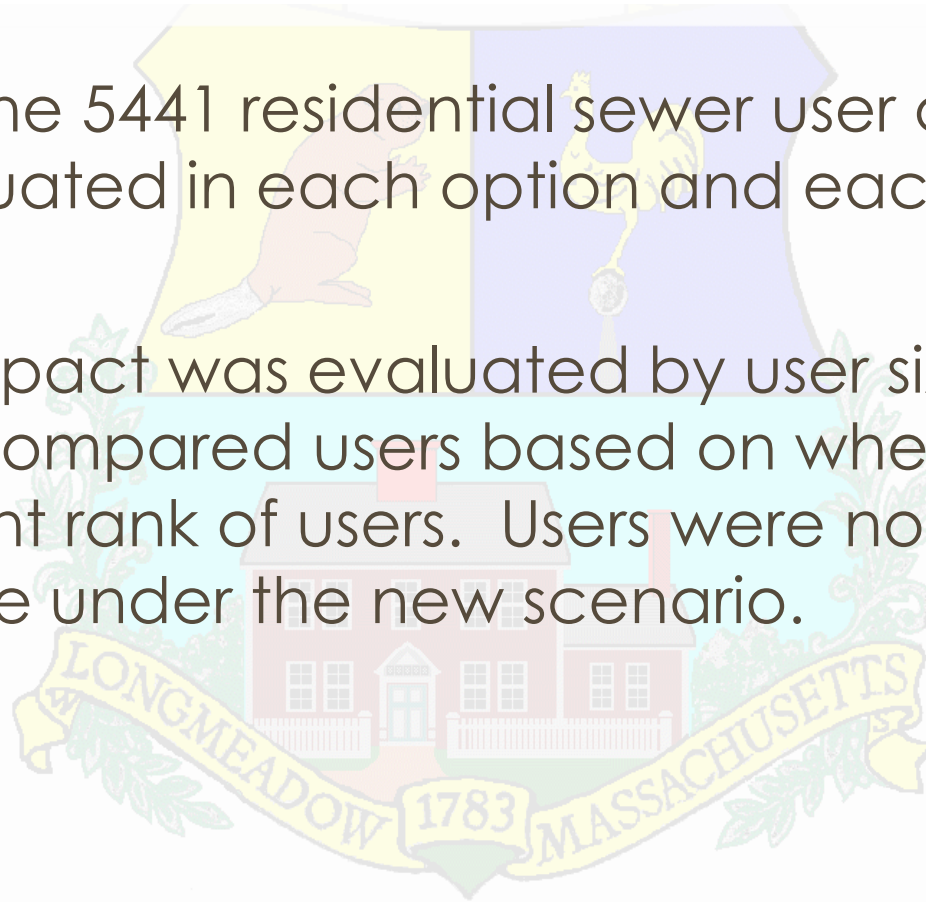 ne 5441 residential sewer user
uated in each option and eac
pact was evaluated by user si
ompared users based on whe
nt rank of users.  Users were no
e under the new scenario.
LONGMEADOW 1783 MASSACHUSETTS